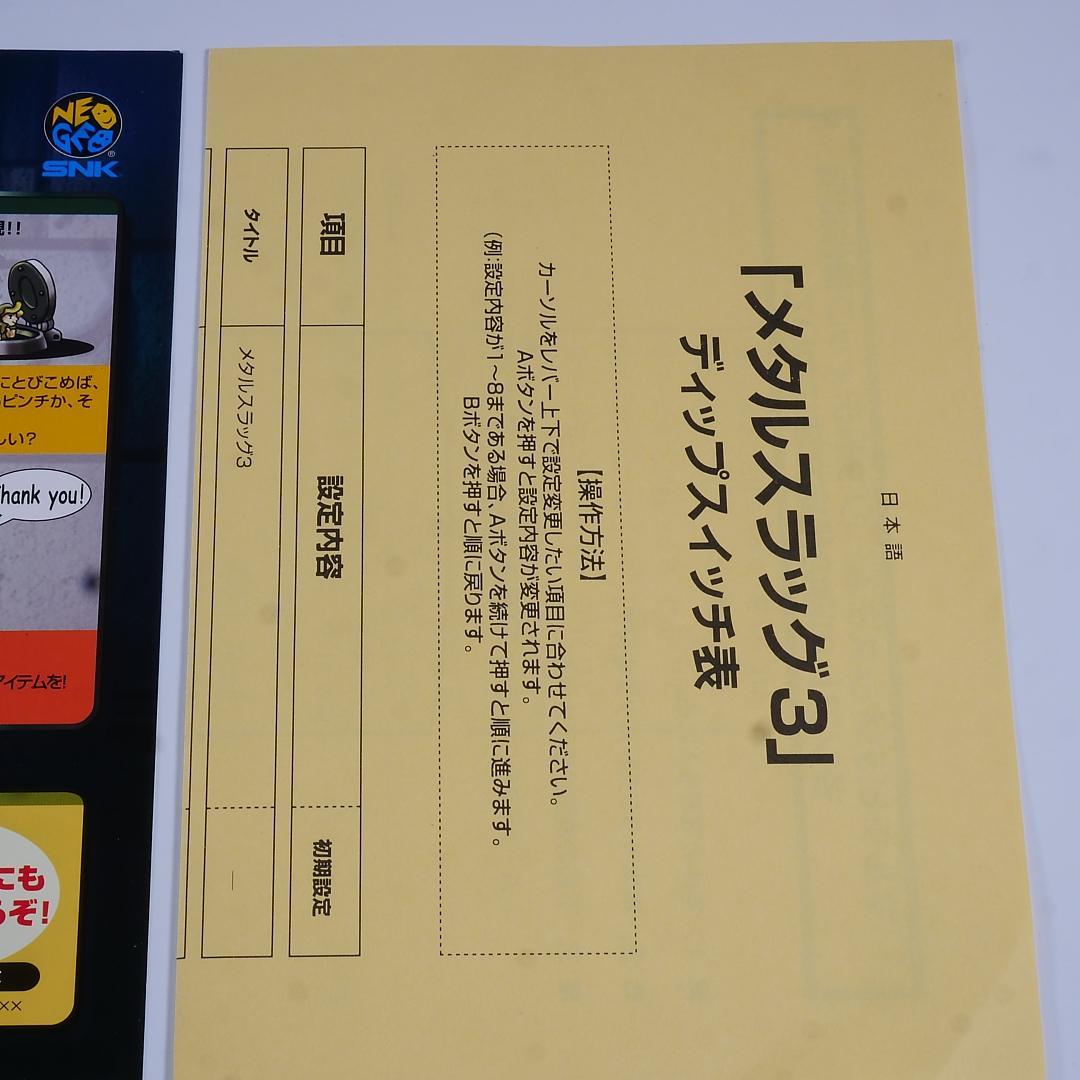 NEO
GEO
SNK
!!
にとびこめば、
ピンチか、そ
しい?
hank you!
アイテムを!
にも
ぞ!
××
日本語
「メタルスラッグ3」
ディップスイッチ表
【操作方法】
カーソルをレバー上下で設定変更したい項目に合わせてください。
Aボタンを押すと設定内容が変更されます。
(例:設定内容が1～8まである場合、Aボタンを続けて押すと順に進みます。
Bボタンを押すと順に戻ります。
項目 設定内容 初期設定
タイトル メタルスラッグ3 —